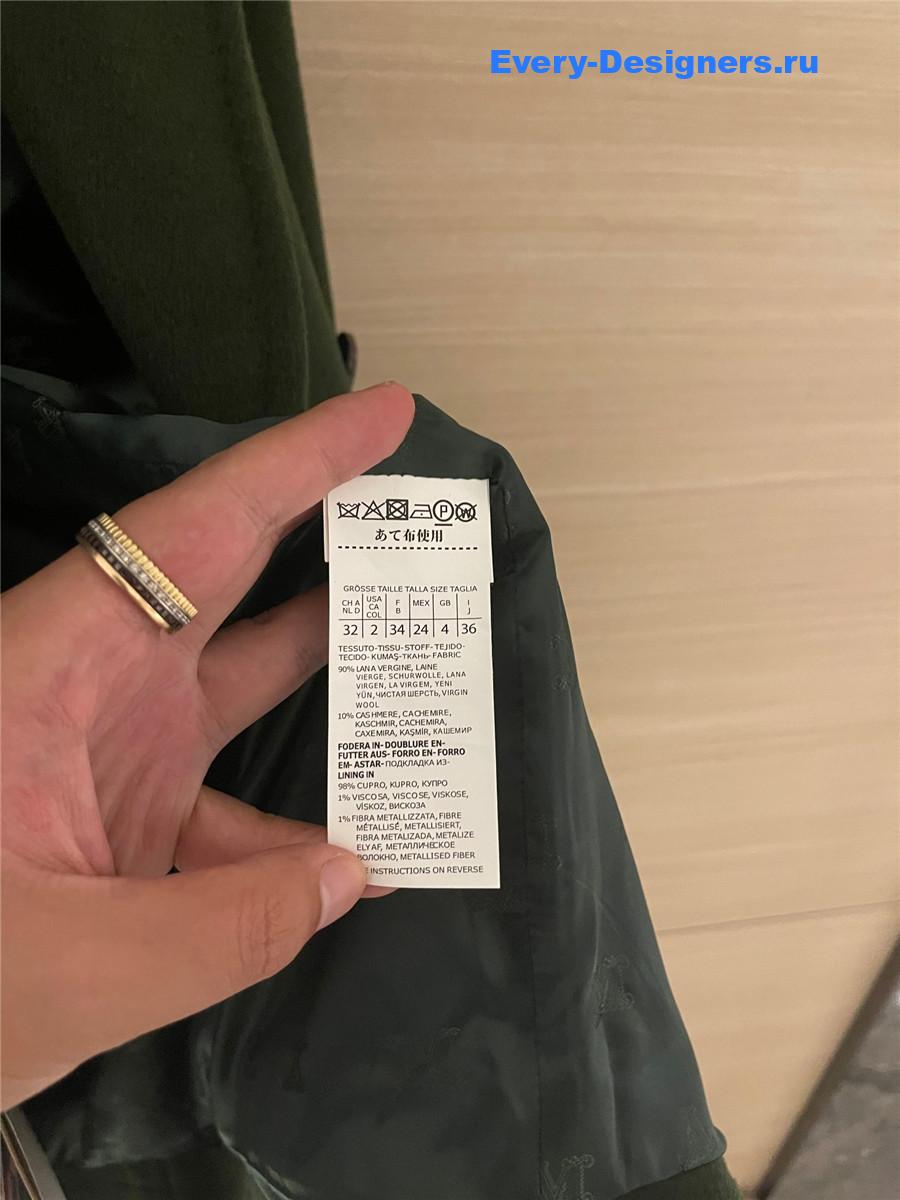 Every-Designers.ru
P W
あて布使用
GRÖSSE TAILLE TALLA SIZE TAGLIA
CH A NL D USA CA COL F B MEX GB I J
32 2 34 24 4 36
TESSUTO-TISSU-STOFF-TEJIDO-
TECIDO-KUMAŞ-ТКАНЬ-FABRIC
90% LANA VERGINE, LAINE
VIERGE, SCHURWOLLE, LANA
VIRGEN, LA VIRGEM, YENI
YÜN, ЧИСТАЯ ШЕРСТЬ, VIRGIN
WOOL
10% CASHMERE, CACHEMIRE,
KASCHMIR, CACHEMIRA,
CAXEMIRA, KAŞMİR, КАШЕМИР
FODERA IN-DOUBLURE EN-
FUTTER AUS-FORRO EN-FORRO
EM-ASTAR-ПОДКЛАДКА ИЗ-
LINING IN
98% CUPRO, KUPRO, КУПРО
1% VISCOSA, VISCOSE, VISKOSE,
VİSKOZ, ВИСКОЗА
1% FIBRA METALLIZZATA, FIBRE
MÉTALLISÉ, METALLISIERT,
FIBRA METALIZADA, METALIZE
ELYAF, МЕТАЛЛИЧЕСКОЕ
ВОЛОКНО, METALLISED FIBER
INSTRUCTIONS ON REVERSE